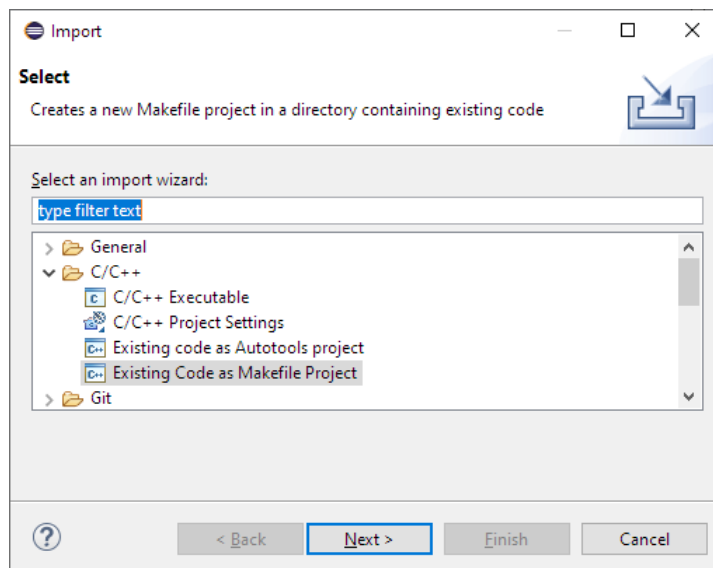 Import
Select
Creates a new Makefile project in a directory containing existing code
Select an import wizard:
type filter text
General
C/C++
C/C++ Executable
C/C++ Project Settings
Existing code as Autotools project
Existing Code as Makefile Project
Git
< Back Next > Finish Cancel